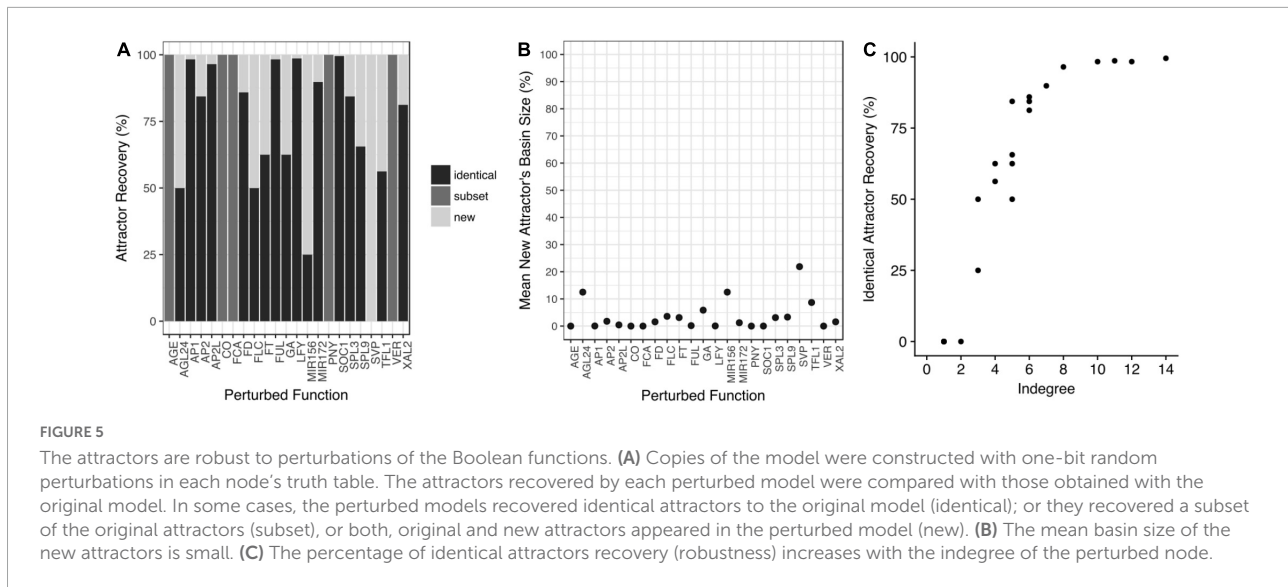 A
Attractor Recovery (%)
100
75
50
25
0
AGE AGL24 AP1 AP2 AP2L CO FCA FD FLC FT FUL GA LFY MIR156 MIR172 PNY SOC1 SPL3 SPL9 SVP TFL1 VER XAL2
Perturbed Function
identical
subset
new
B
Mean New Attractor's Basin Size (%)
100
90
80
70
60
50
40
30
20
10
0
AGE AGL24 AP1 AP2 AP2L CO FCA FD FLC FT FUL GA LFY MIR156 MIR172 PNY SOC1 SPL3 SPL9 SVP TFL1 VER XAL2
Perturbed Function
C
Identical Attractor Recovery (%)
100
75
50
25
0
0 2 4 6 8 10 12 14
Indegree
FIGURE 5
The attractors are robust to perturbations of the Boolean functions. (A) Copies of the model were constructed with one-bit random
perturbations in each node's truth table. The attractors recovered by each perturbed model were compared with those obtained with the
original model. In some cases, the perturbed models recovered identical attractors to the original model (identical); or they recovered a subset
of the original attractors (subset), or both, original and new attractors appeared in the perturbed model (new). (B) The mean basin size of the
new attractors is small. (C) The percentage of identical attractors recovery (robustness) increases with the indegree of the perturbed node.